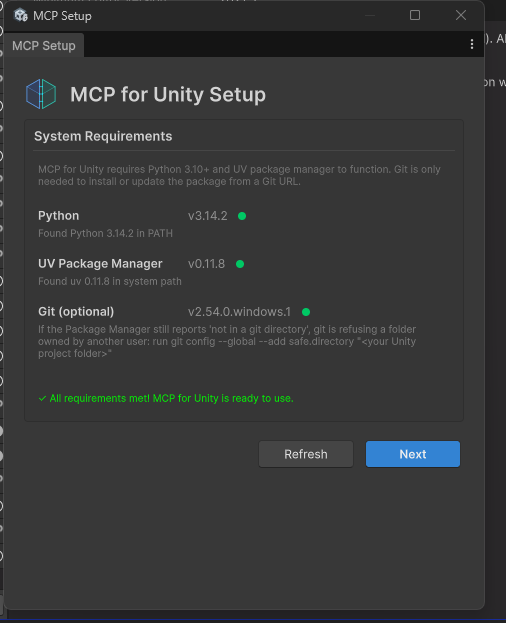 MCP Setup
MCP Setup
). Al
MCP for Unity Setup
on w
System Requirements
MCP for Unity requires Python 3.10+ and UV package manager to function. Git is only
needed to install or update the package from a Git URL.
Python v3.14.2
Found Python 3.14.2 in PATH
UV Package Manager v0.11.8
Found uv 0.11.8 in system path
Git (optional) v2.54.0.windows.1
If the Package Manager still reports 'not in a git directory', git is refusing a folder
owned by another user: run git config --global --add safe.directory "<your Unity
project folder>"
✓ All requirements met! MCP for Unity is ready to use.
Refresh Next